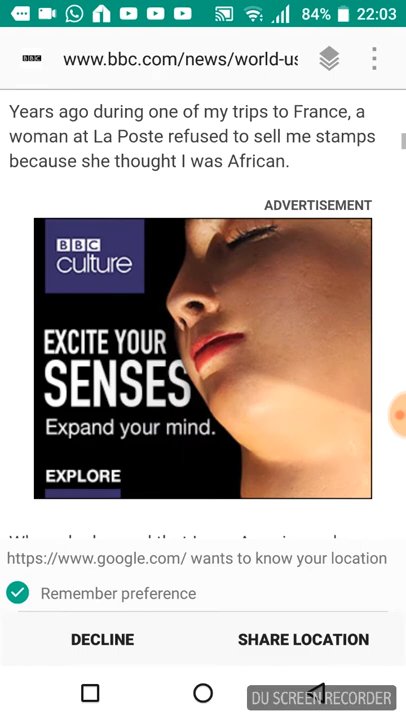 84% 22:03
BBC www.bbc.com/news/world-us
Years ago during one of my trips to France, a
woman at La Poste refused to sell me stamps
because she thought I was African.
ADVERTISEMENT
BBC
culture
EXCITE YOUR
SENSES
Expand your mind.
EXPLORE
https://www.google.com/ wants to know your location
Remember preference
DECLINE SHARE LOCATION
DU SCREEN RECORDER